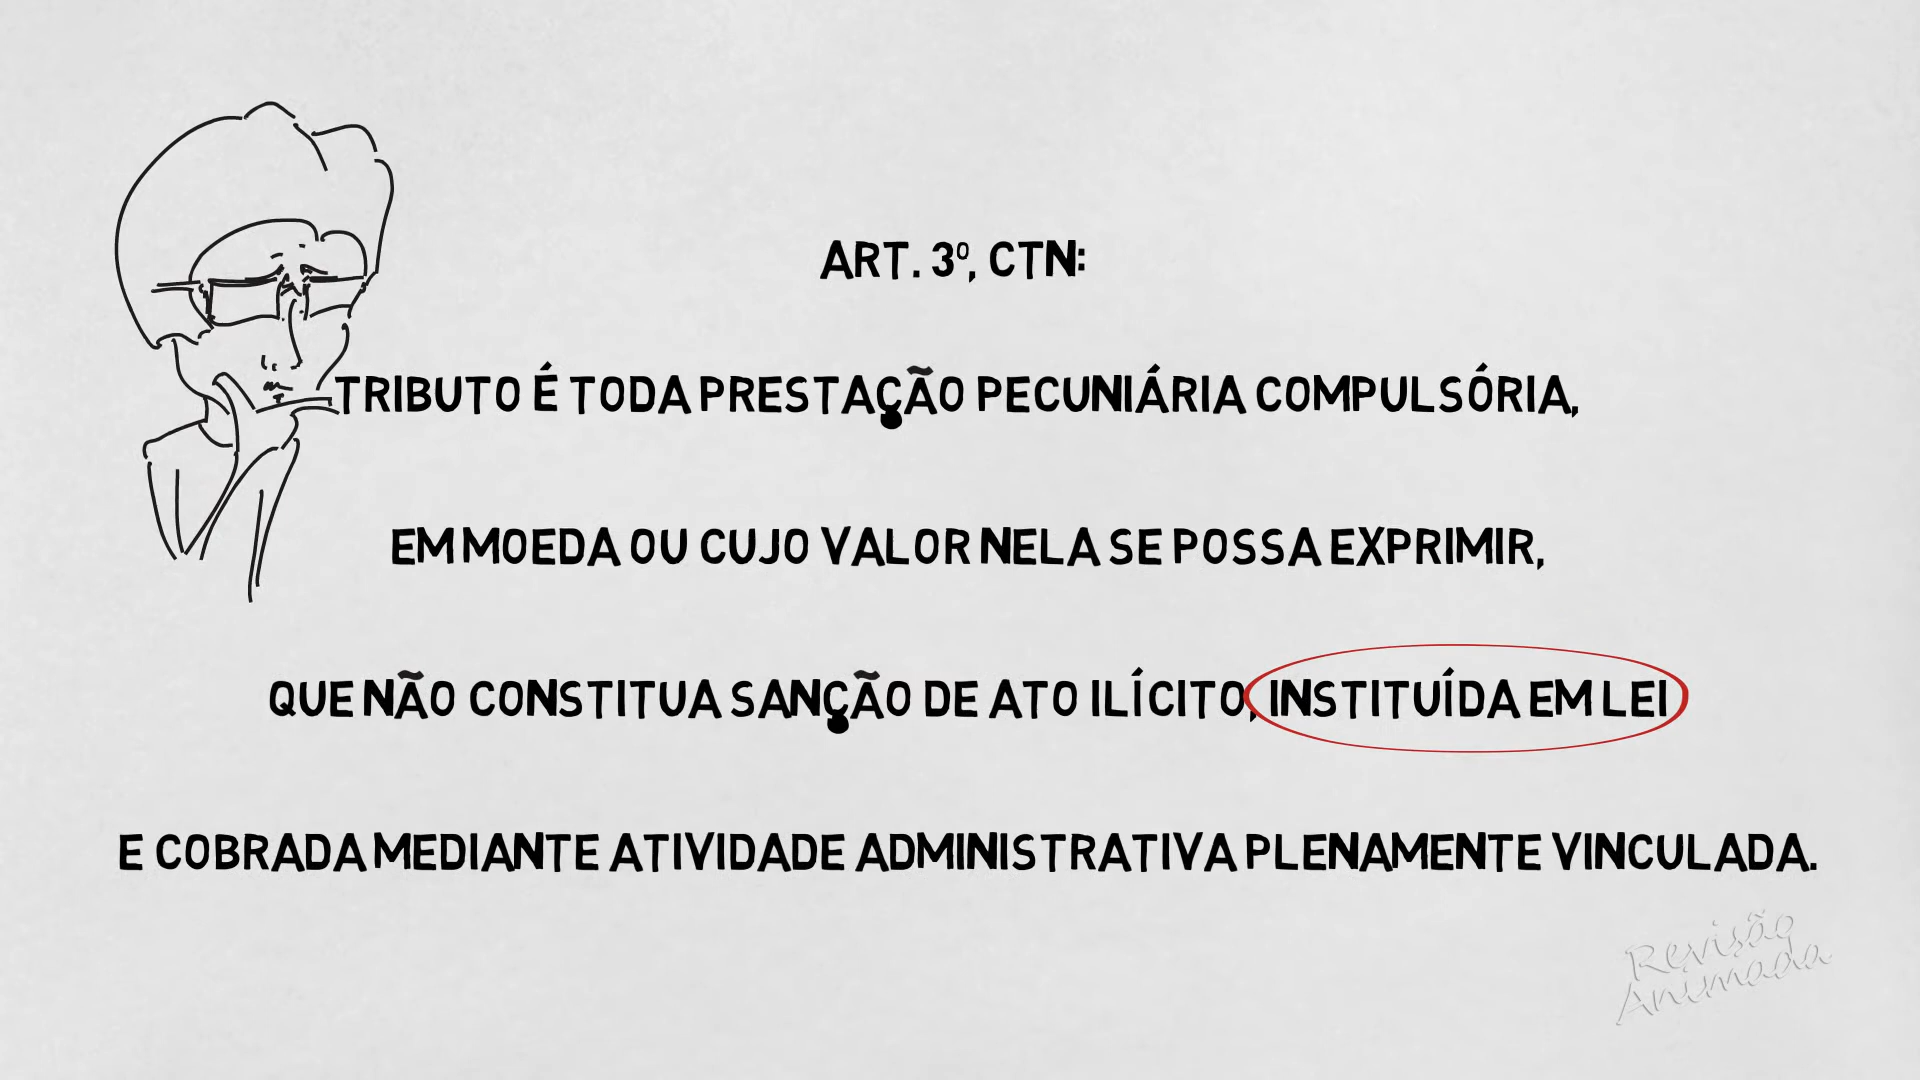 ART. 3º, CTN:
TRIBUTO É TODA PRESTAÇÃO PECUNIÁRIA COMPULSÓRIA,
EM MOEDA OU CUJO VALOR NELA SE POSSA EXPRIMIR,
QUE NÃO CONSTITUA SANÇÃO DE ATO ILÍCITO, INSTITUÍDA EM LEI
E COBRADA MEDIANTE ATIVIDADE ADMINISTRATIVA PLENAMENTE VINCULADA.
Revisão
Animada